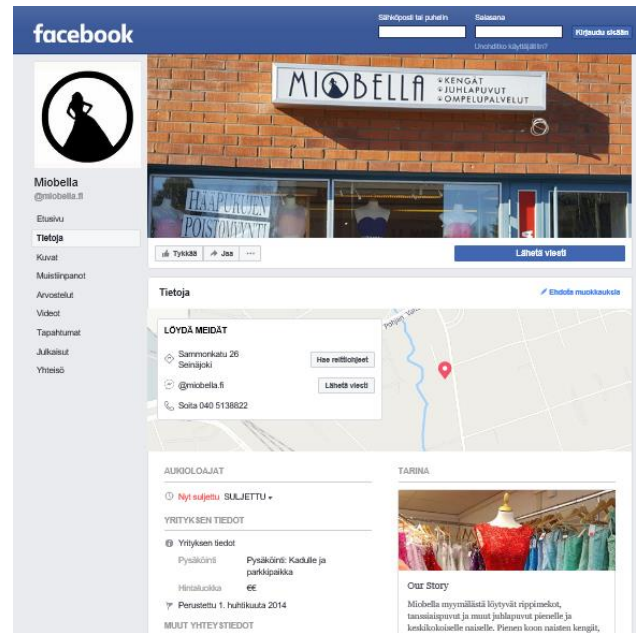 facebook
Sähköposti tai puhelin
Salasana
Kirjaudu sisään
Unohditko käyttäjätilin?
MIOBELLA
KENGÄT
JUHLAPUVUT
OMPELUPALVELUT
HAAPUKUJEN
POISTOMYYNTI
Miobella
@miobella.fi
Etusivu
Tietoja
Kuvat
Muistiinpanot
Arvostelut
Videot
Tapahtumat
Julkaisut
Yhteisö
Tykkää
Jaa
Lähetä viesti
Tietoja
Ehdota muokkauksia
LÖYDÄ MEIDÄT
Sammonkatu 26
Seinäjoki
Hae reittiohjeet
@miobella.fi
Lähetä viesti
Soita 040 5138822
AUKIOLOAJAT
Nyt suljettu SULJETTU
YRITYKSEN TIEDOT
Yrityksen tiedot
Pysäköinti
Pysäköinti: Kadulle ja
parkkipaikka
Hintaluokka
€€
Perustettu 1. huhtikuuta 2014
MUUT YHTEYSTIEDOT
TARINA
Our Story
Miobella myymälästä löytyvät rippimekot,
tanssiaispuvut ja muut juhlapuvut pienelle ja
keskikokoiselle naiselle. Pienen koon naisten kengät,